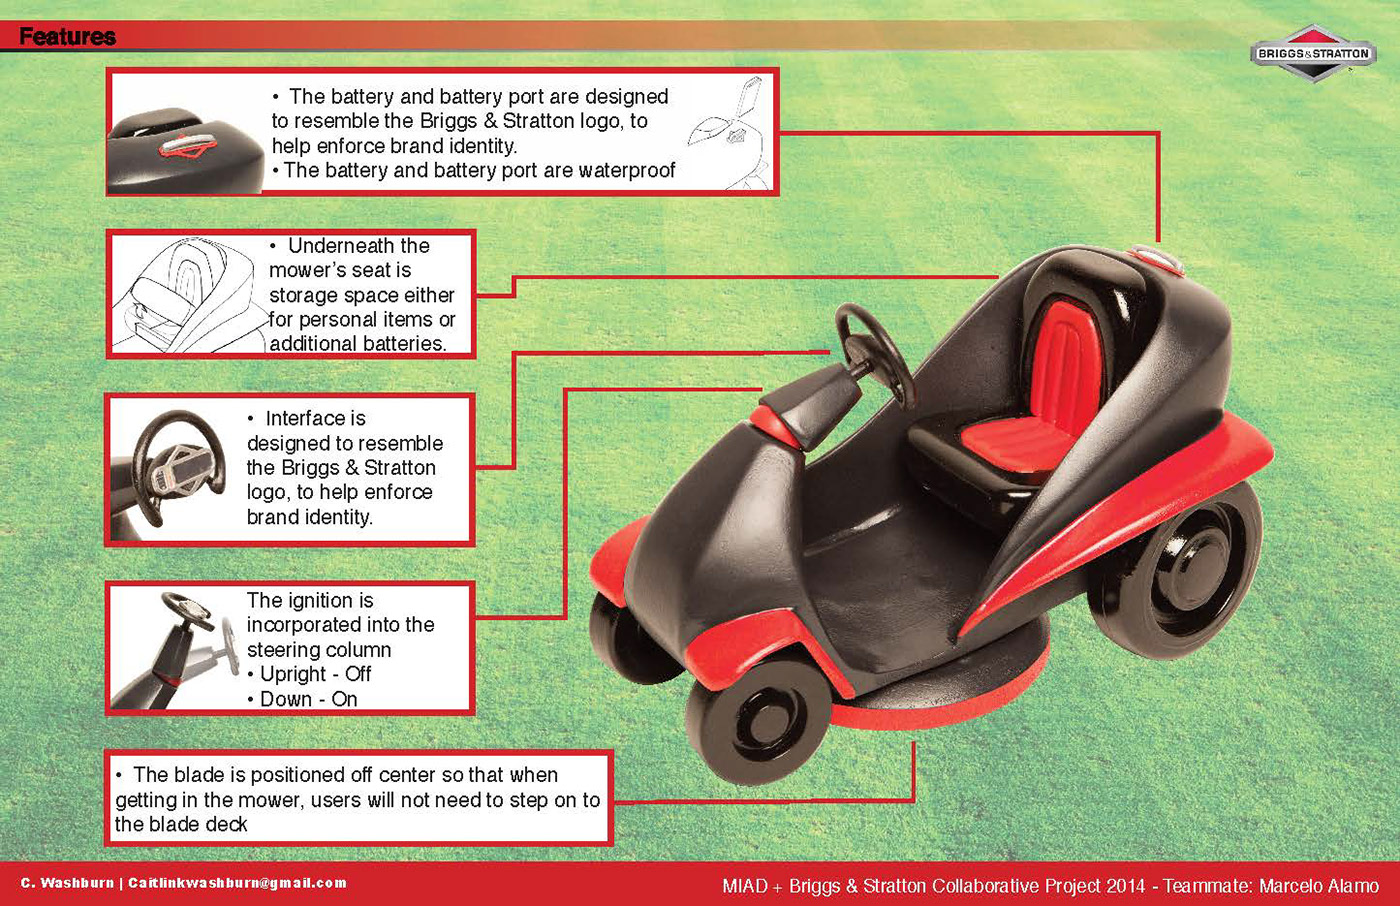 Features
BRIGGS & STRATTON
• The battery and battery port are designed
to resemble the Briggs & Stratton logo, to
help enforce brand identity.
• The battery and battery port are waterproof
• Underneath the
mower's seat is
storage space either
for personal items or
additional batteries.
• Interface is
designed to resemble
the Briggs & Stratton
logo, to help enforce
brand identity.
The ignition is
incorporated into the
steering column
• Upright - Off
• Down - On
• The blade is positioned off center so that when
getting in the mower, users will not need to step on to
the blade deck
C. Washburn | Caitlinkwashburn@gmail.com
MIAD + Briggs & Stratton Collaborative Project 2014 - Teammate: Marcelo Alamo